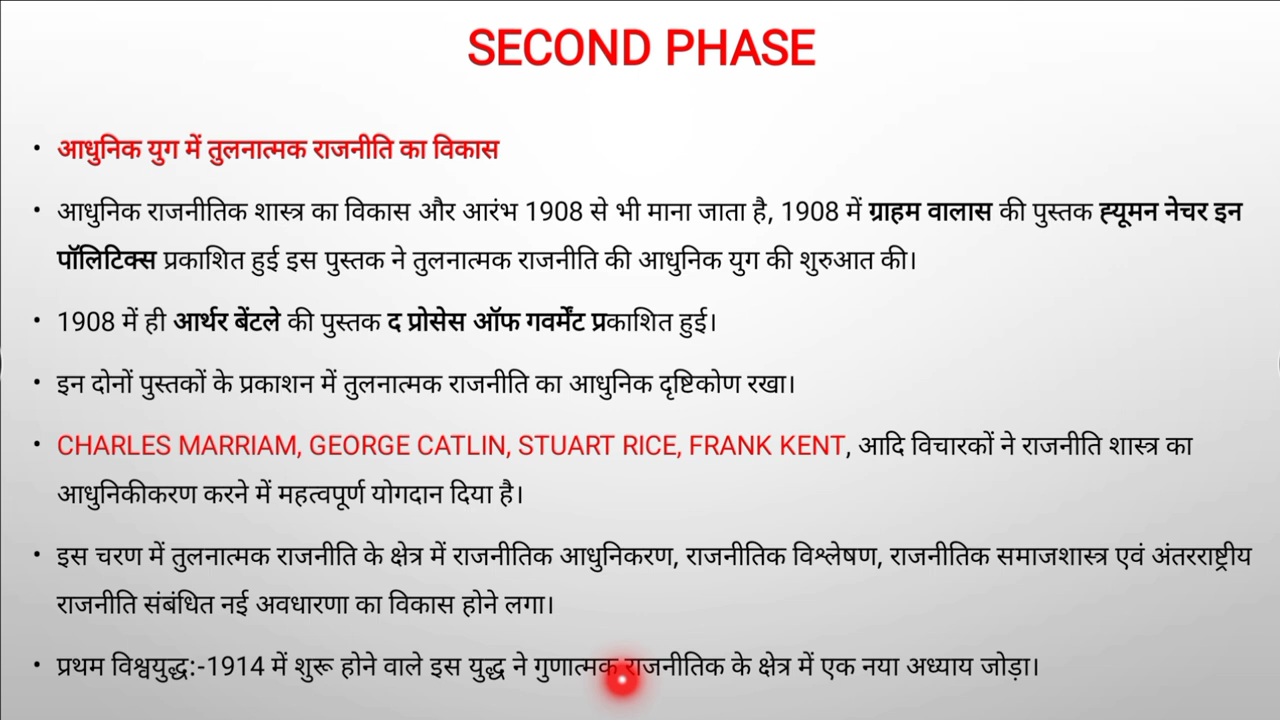 SECOND PHASE
• आधुनिक युग में तुलनात्मक राजनीति का विकास
• आधुनिक राजनीतिक शास्त्र का विकास और आरंभ 1908 से भी माना जाता है, 1908 में ग्राहम वालास की पुस्तक ह्यूमन नेचर इन
पॉलिटिक्स प्रकाशित हुई इस पुस्तक ने तुलनात्मक राजनीति की आधुनिक युग की शुरुआत की।
• 1908 में ही आर्थर बेंटले की पुस्तक द प्रोसेस ऑफ गवर्मेंट प्रकाशित हुई।
• इन दोनों पुस्तकों के प्रकाशन में तुलनात्मक राजनीति का आधुनिक दृष्टिकोण रखा।
• CHARLES MARRIAM, GEORGE CATLIN, STUART RICE, FRANK KENT, आदि विचारकों ने राजनीति शास्त्र का
आधुनिकीकरण करने में महत्वपूर्ण योगदान दिया है।
• इस चरण में तुलनात्मक राजनीति के क्षेत्र में राजनीतिक आधुनिकरण, राजनीतिक विश्लेषण, राजनीतिक समाजशास्त्र एवं अंतरराष्ट्रीय
राजनीति संबंधित नई अवधारणा का विकास होने लगा।
• प्रथम विश्वयुद्ध:-1914 में शुरू होने वाले इस युद्ध ने गुणात्मक राजनीतिक के क्षेत्र में एक नया अध्याय जोड़ा।